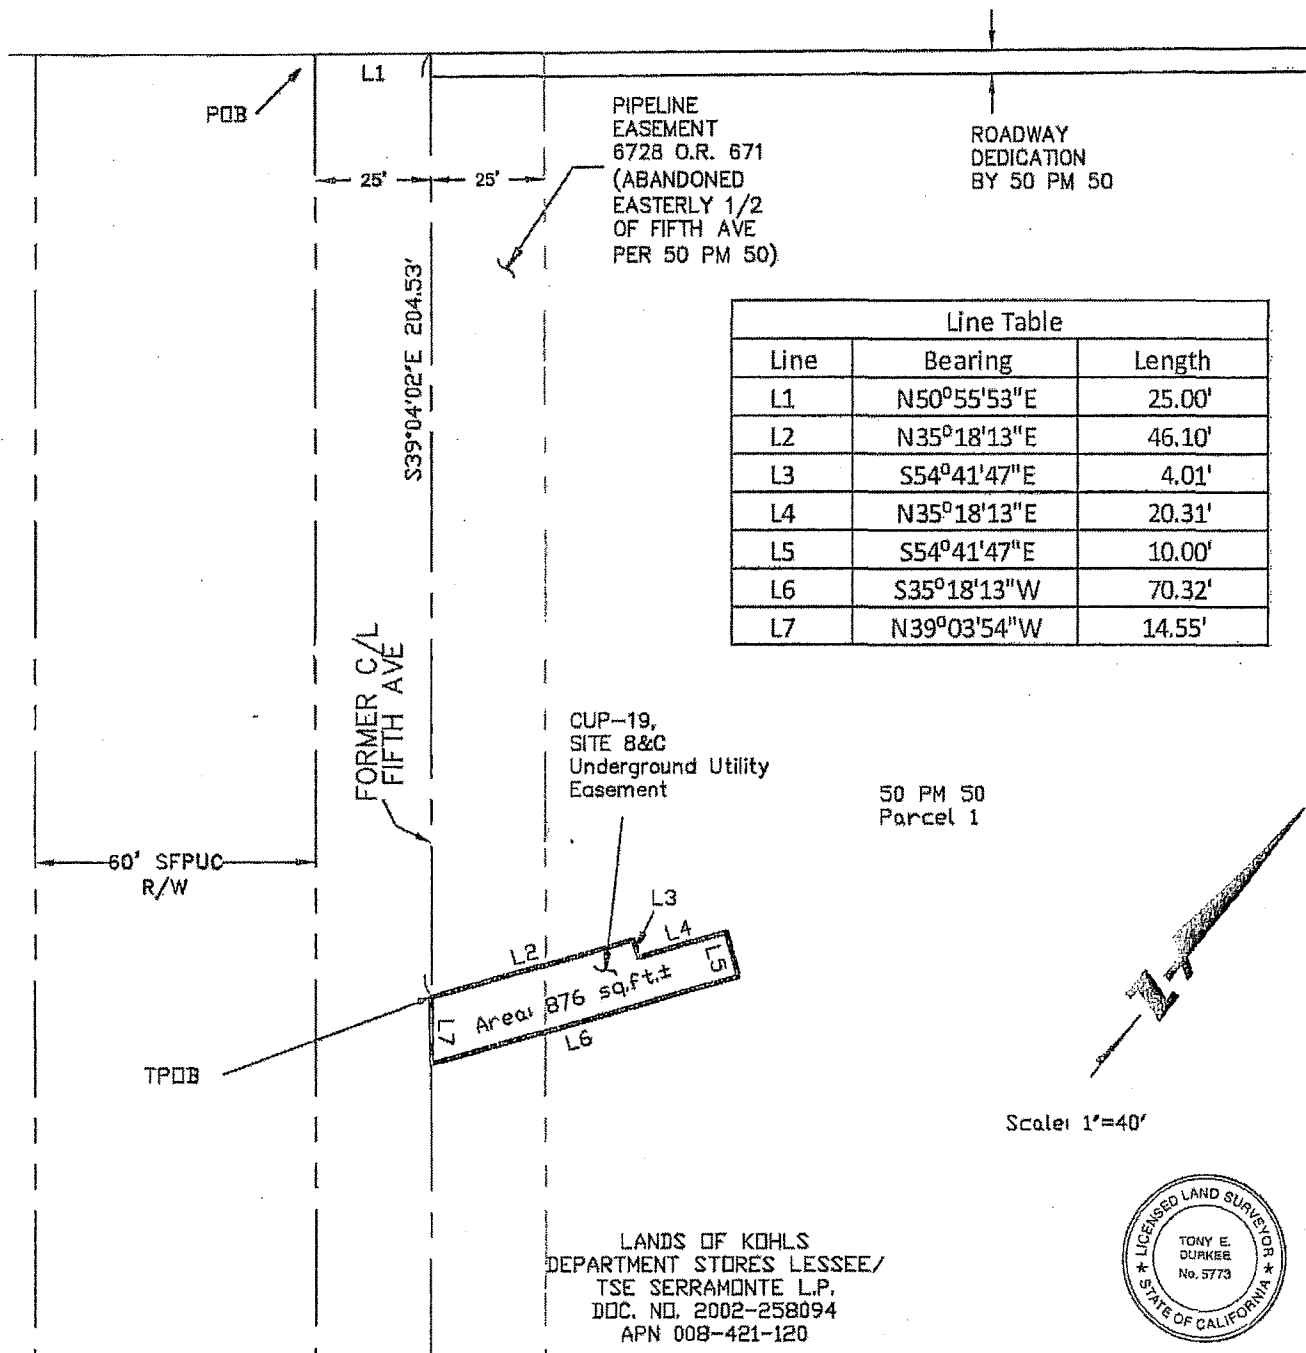 L1
POB
25'
25'
PIPELINE
EASEMENT
6728 O.R. 671
(ABANDONED
EASTERLY 1/2
OF FIFTH AVE
PER 50 PM 50)
ROADWAY
DEDICATION
BY 50 PM 50
S39°04'02"E 204.53'
Line Table
Line Bearing Length
L1 N50°55'53"E 25.00'
L2 N35°18'13"E 46.10'
L3 S54°41'47"E 4.01'
L4 N35°18'13"E 20.31'
L5 S54°41'47"E 10.00'
L6 S35°18'13"W 70.32'
L7 N39°03'54"W 14.55'
FORMER C/L
FIFTH AVE
CUP-19,
SITE 8&C
Underground Utility
Easement
50 PM 50
Parcel 1
60' SFPUC
R/W
L3
L4
L2
L5
Area: 876 sq.ft.±
L7
L6
TPOB
N
Scale: 1"=40'
LANDS OF KOHLS
DEPARTMENT STORES LESSEE/
TSE SERRAMONTE L.P.
DOC. NO. 2002-258094
APN 008-421-120
LICENSED LAND SURVEYOR
TONY E.
DURKEE
No. 5773
STATE OF CALIFORNIA